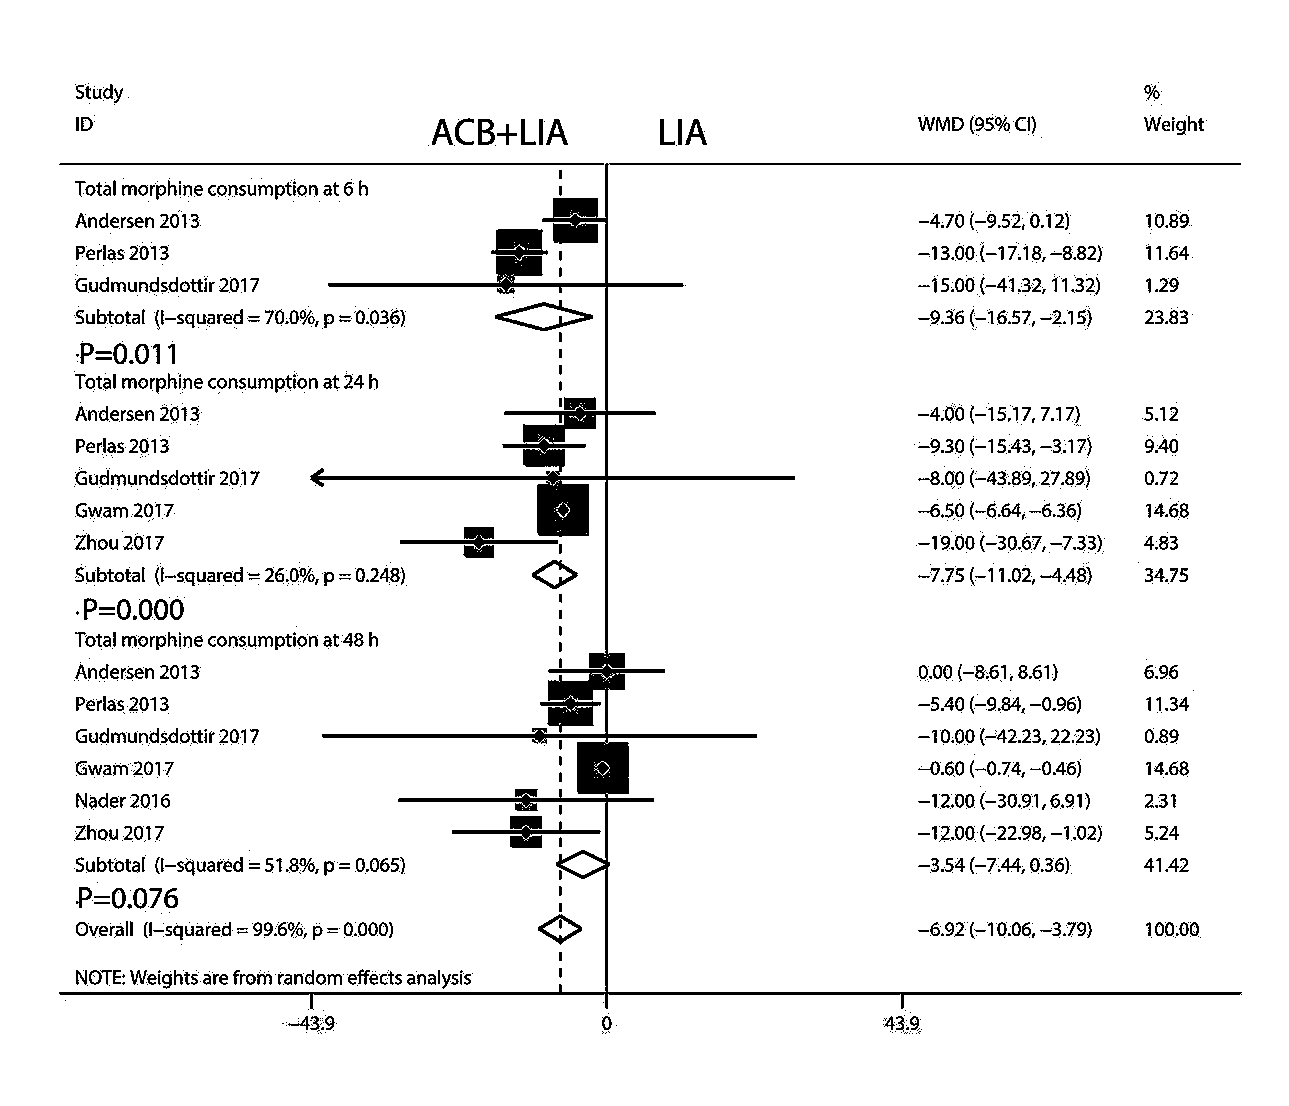 Study %
ID ACB+LIA LIA WMD (95% CI) Weight
Total morphine consumption at 6 h
Andersen 2013 −4.70 (−9.52, 0.12) 10.89
Perlas 2013 −13.00 (−17.18, −8.82) 11.64
Gudmundsdottir 2017 −15.00 (−41.32, 11.32) 1.29
Subtotal (I−squared = 70.0%, p = 0.036) −9.36 (−16.57, −2.15) 23.83
P=0.011
Total morphine consumption at 24 h
Andersen 2013 −4.00 (−15.17, 7.17) 5.12
Perlas 2013 −9.30 (−15.43, −3.17) 9.40
Gudmundsdottir 2017 −8.00 (−43.89, 27.89) 0.72
Gwam 2017 −6.50 (−6.64, −6.36) 14.68
Zhou 2017 −19.00 (−30.67, −7.33) 4.83
Subtotal (I−squared = 26.0%, p = 0.248) −7.75 (−11.02, −4.48) 34.75
P=0.000
Total morphine consumption at 48 h
Andersen 2013 0.00 (−8.61, 8.61) 6.96
Perlas 2013 −5.40 (−9.84, −0.96) 11.34
Gudmundsdottir 2017 −10.00 (−42.23, 22.23) 0.89
Gwam 2017 −0.60 (−0.74, −0.46) 14.68
Nader 2016 −12.00 (−30.91, 6.91) 2.31
Zhou 2017 −12.00 (−22.98, −1.02) 5.24
Subtotal (I−squared = 51.8%, p = 0.065) −3.54 (−7.44, 0.36) 41.42
P=0.076
Overall (I−squared = 99.6%, p = 0.000) −6.92 (−10.06, −3.79) 100.00
NOTE: Weights are from random effects analysis
−43.9 0 43.9